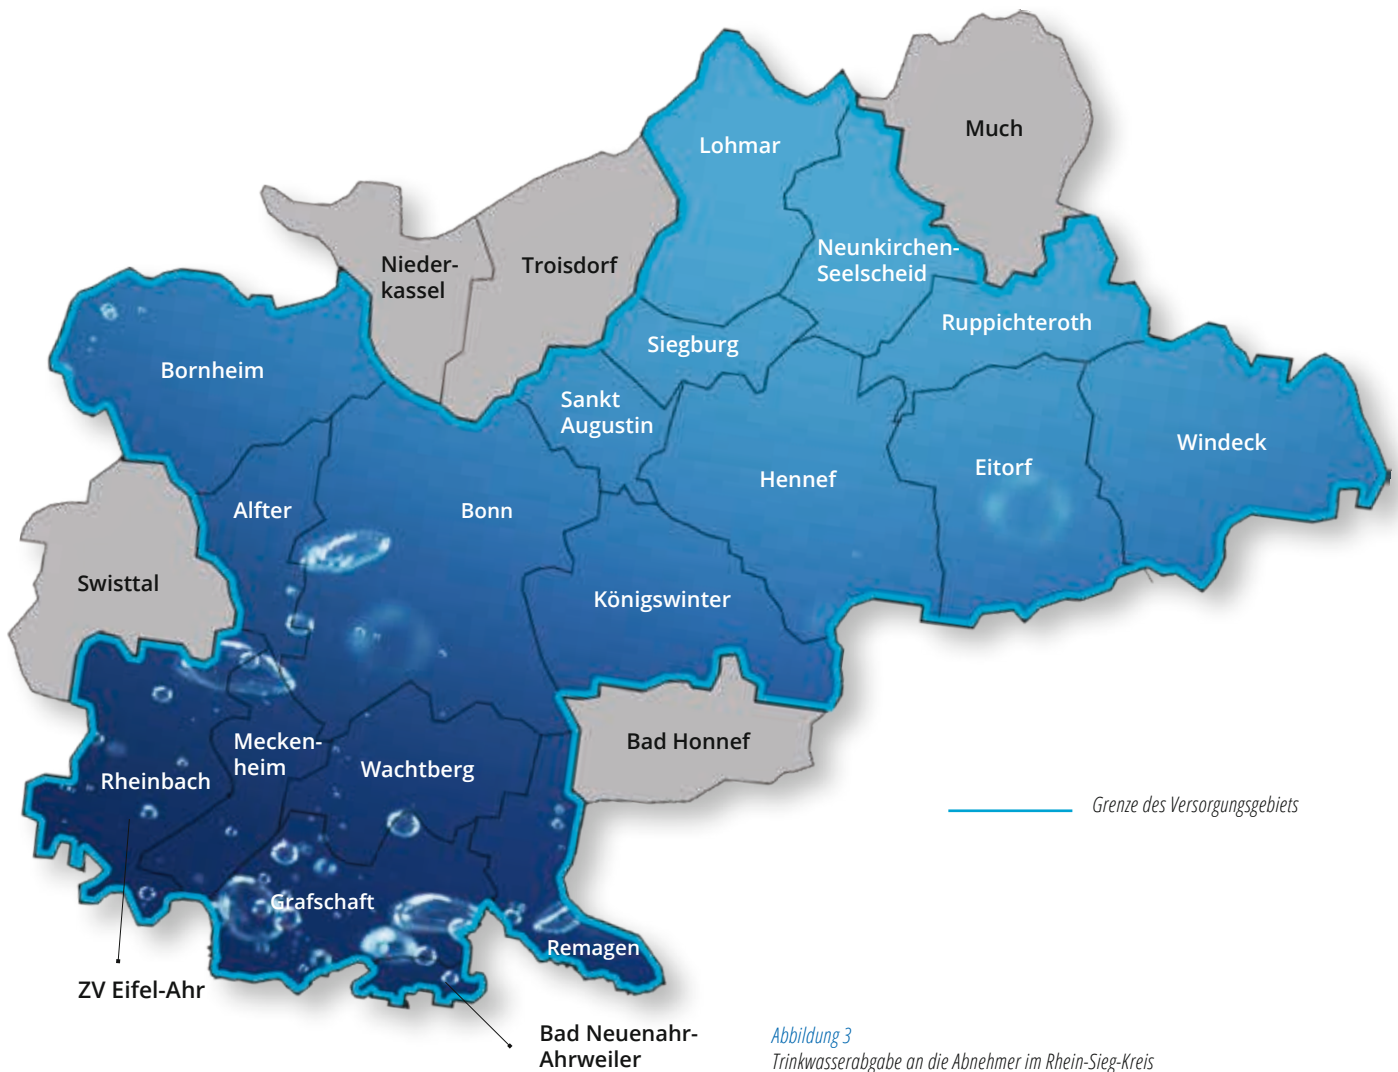 Much
Lohmar
Neunkirchen-
Seelscheid
Nieder-
kassel
Troisdorf
Ruppichteroth
Siegburg
Bornheim
Sankt
Augustin
Windeck
Eitorf
Hennef
Alfter
Bonn
Swisttal
Königswinter
Meckenheim
Bad Honnef
Wachtberg
Rheinbach
Grenze des Versorgungsgebiets
Grafschaft
Remagen
ZV Eifel-Ahr
Bad Neuenahr-
Ahrweiler
Abbildung 3
Trinkwasserabgabe an die Abnehmer im Rhein-Sieg-Kreis